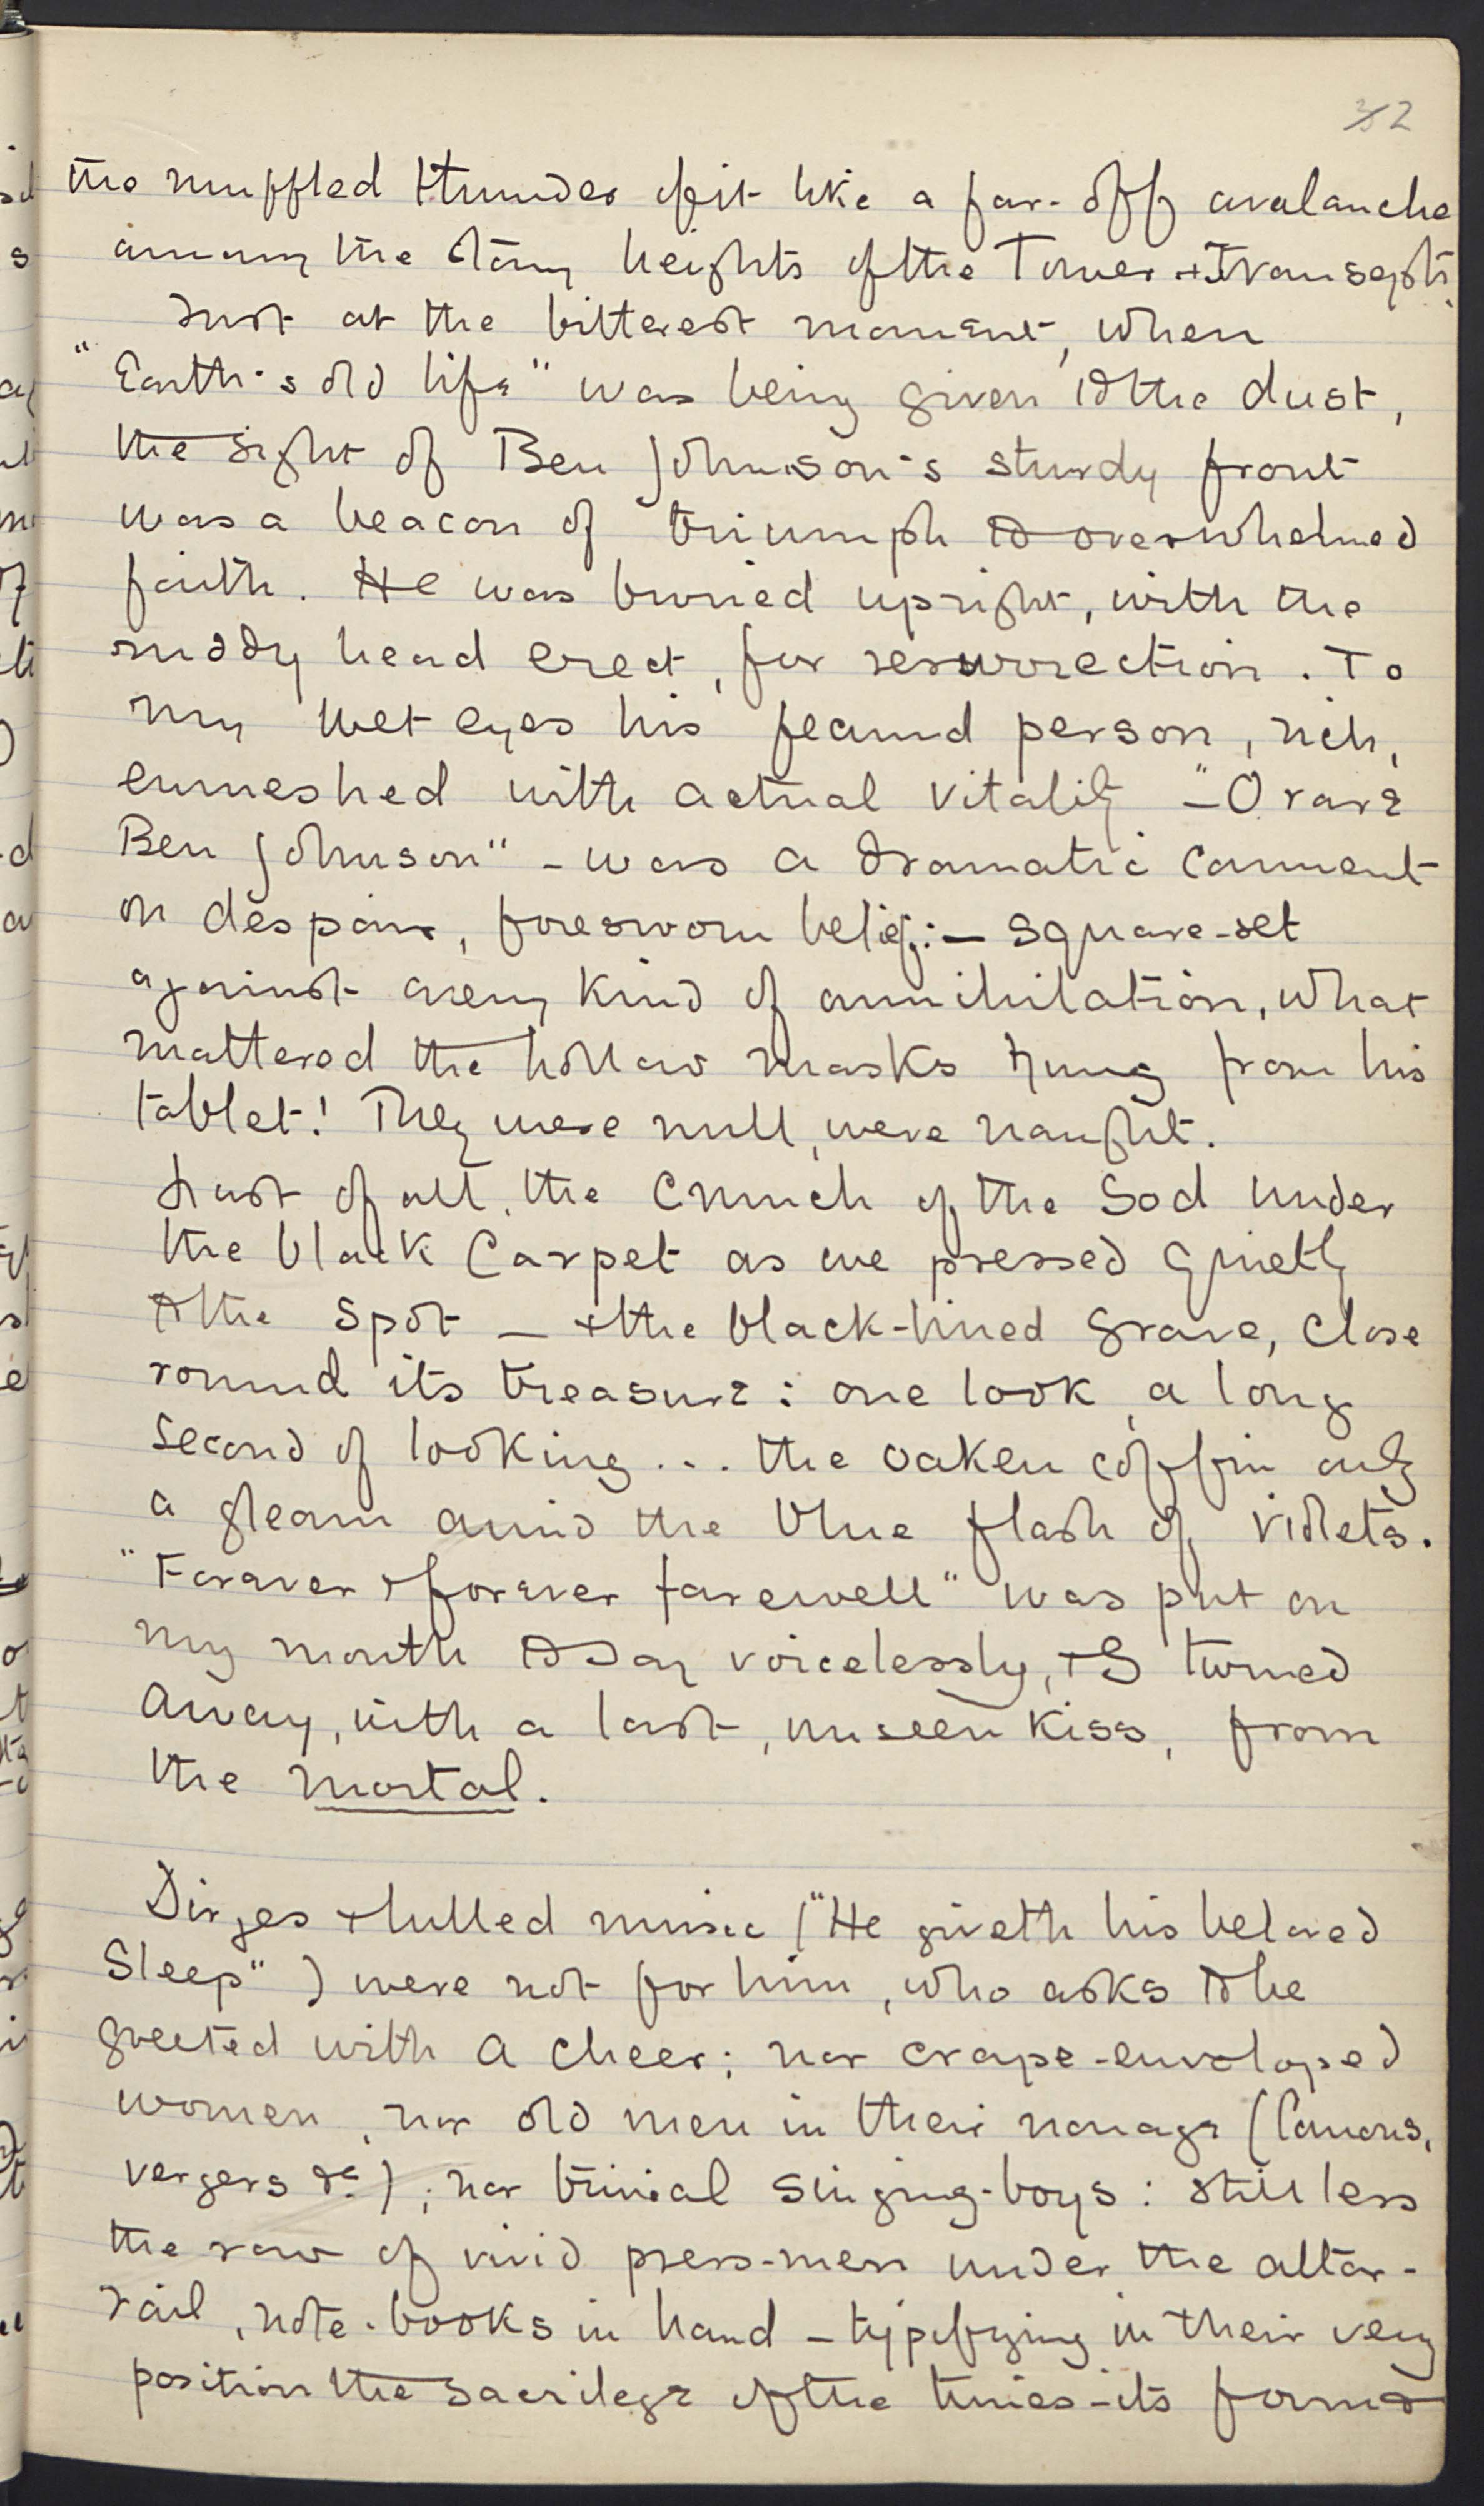 32
the muffled thunder of it like a far-off avalanche
among the stony heights of the Tower + Transepts.
Just at the bitterest moment, when
"Earth's old life" was being given to the dust,
the sight of Ben Johnson's sturdy front
was a beacon of triumph to overwhelmed
faith. He was buried upright, with the
ruddy head erect, for resurrection. To
my wet eyes his person, rich,
enmeshed with actual vitality – "O rare
Ben Johnson" – was a dramatic comment
on despair, foresworn belief: – square-set
against every kind of annihilation, what
mattered the hollow masks hung from his
tablet! They were null, were naught.
Last of all, the crunch of the sod under
the black carpet as we pressed quietly
to the spot – + the black-lined grave, close
round its treasure: one look, a long
second of looking... the oaken coffin only
a gleam amid the blue flash of violets.
"Forever + forever farewell" was put on
my mouth to say voicelessly, + I turned
away, with a last, unseen kiss, from
the mortal.
Dirges + lulled music ("He giveth his beloved
Sleep") were not for him, who asks to be
greeted with a cheer; nor crape-enveloped
women, nor old men in their nonage (Canons,
vergers &c); nor trivial singing-boys: still less
the row of vivid press-men under the altar-
rail, note-books in hand – typifying in their very
position the sacrilege of the times – its